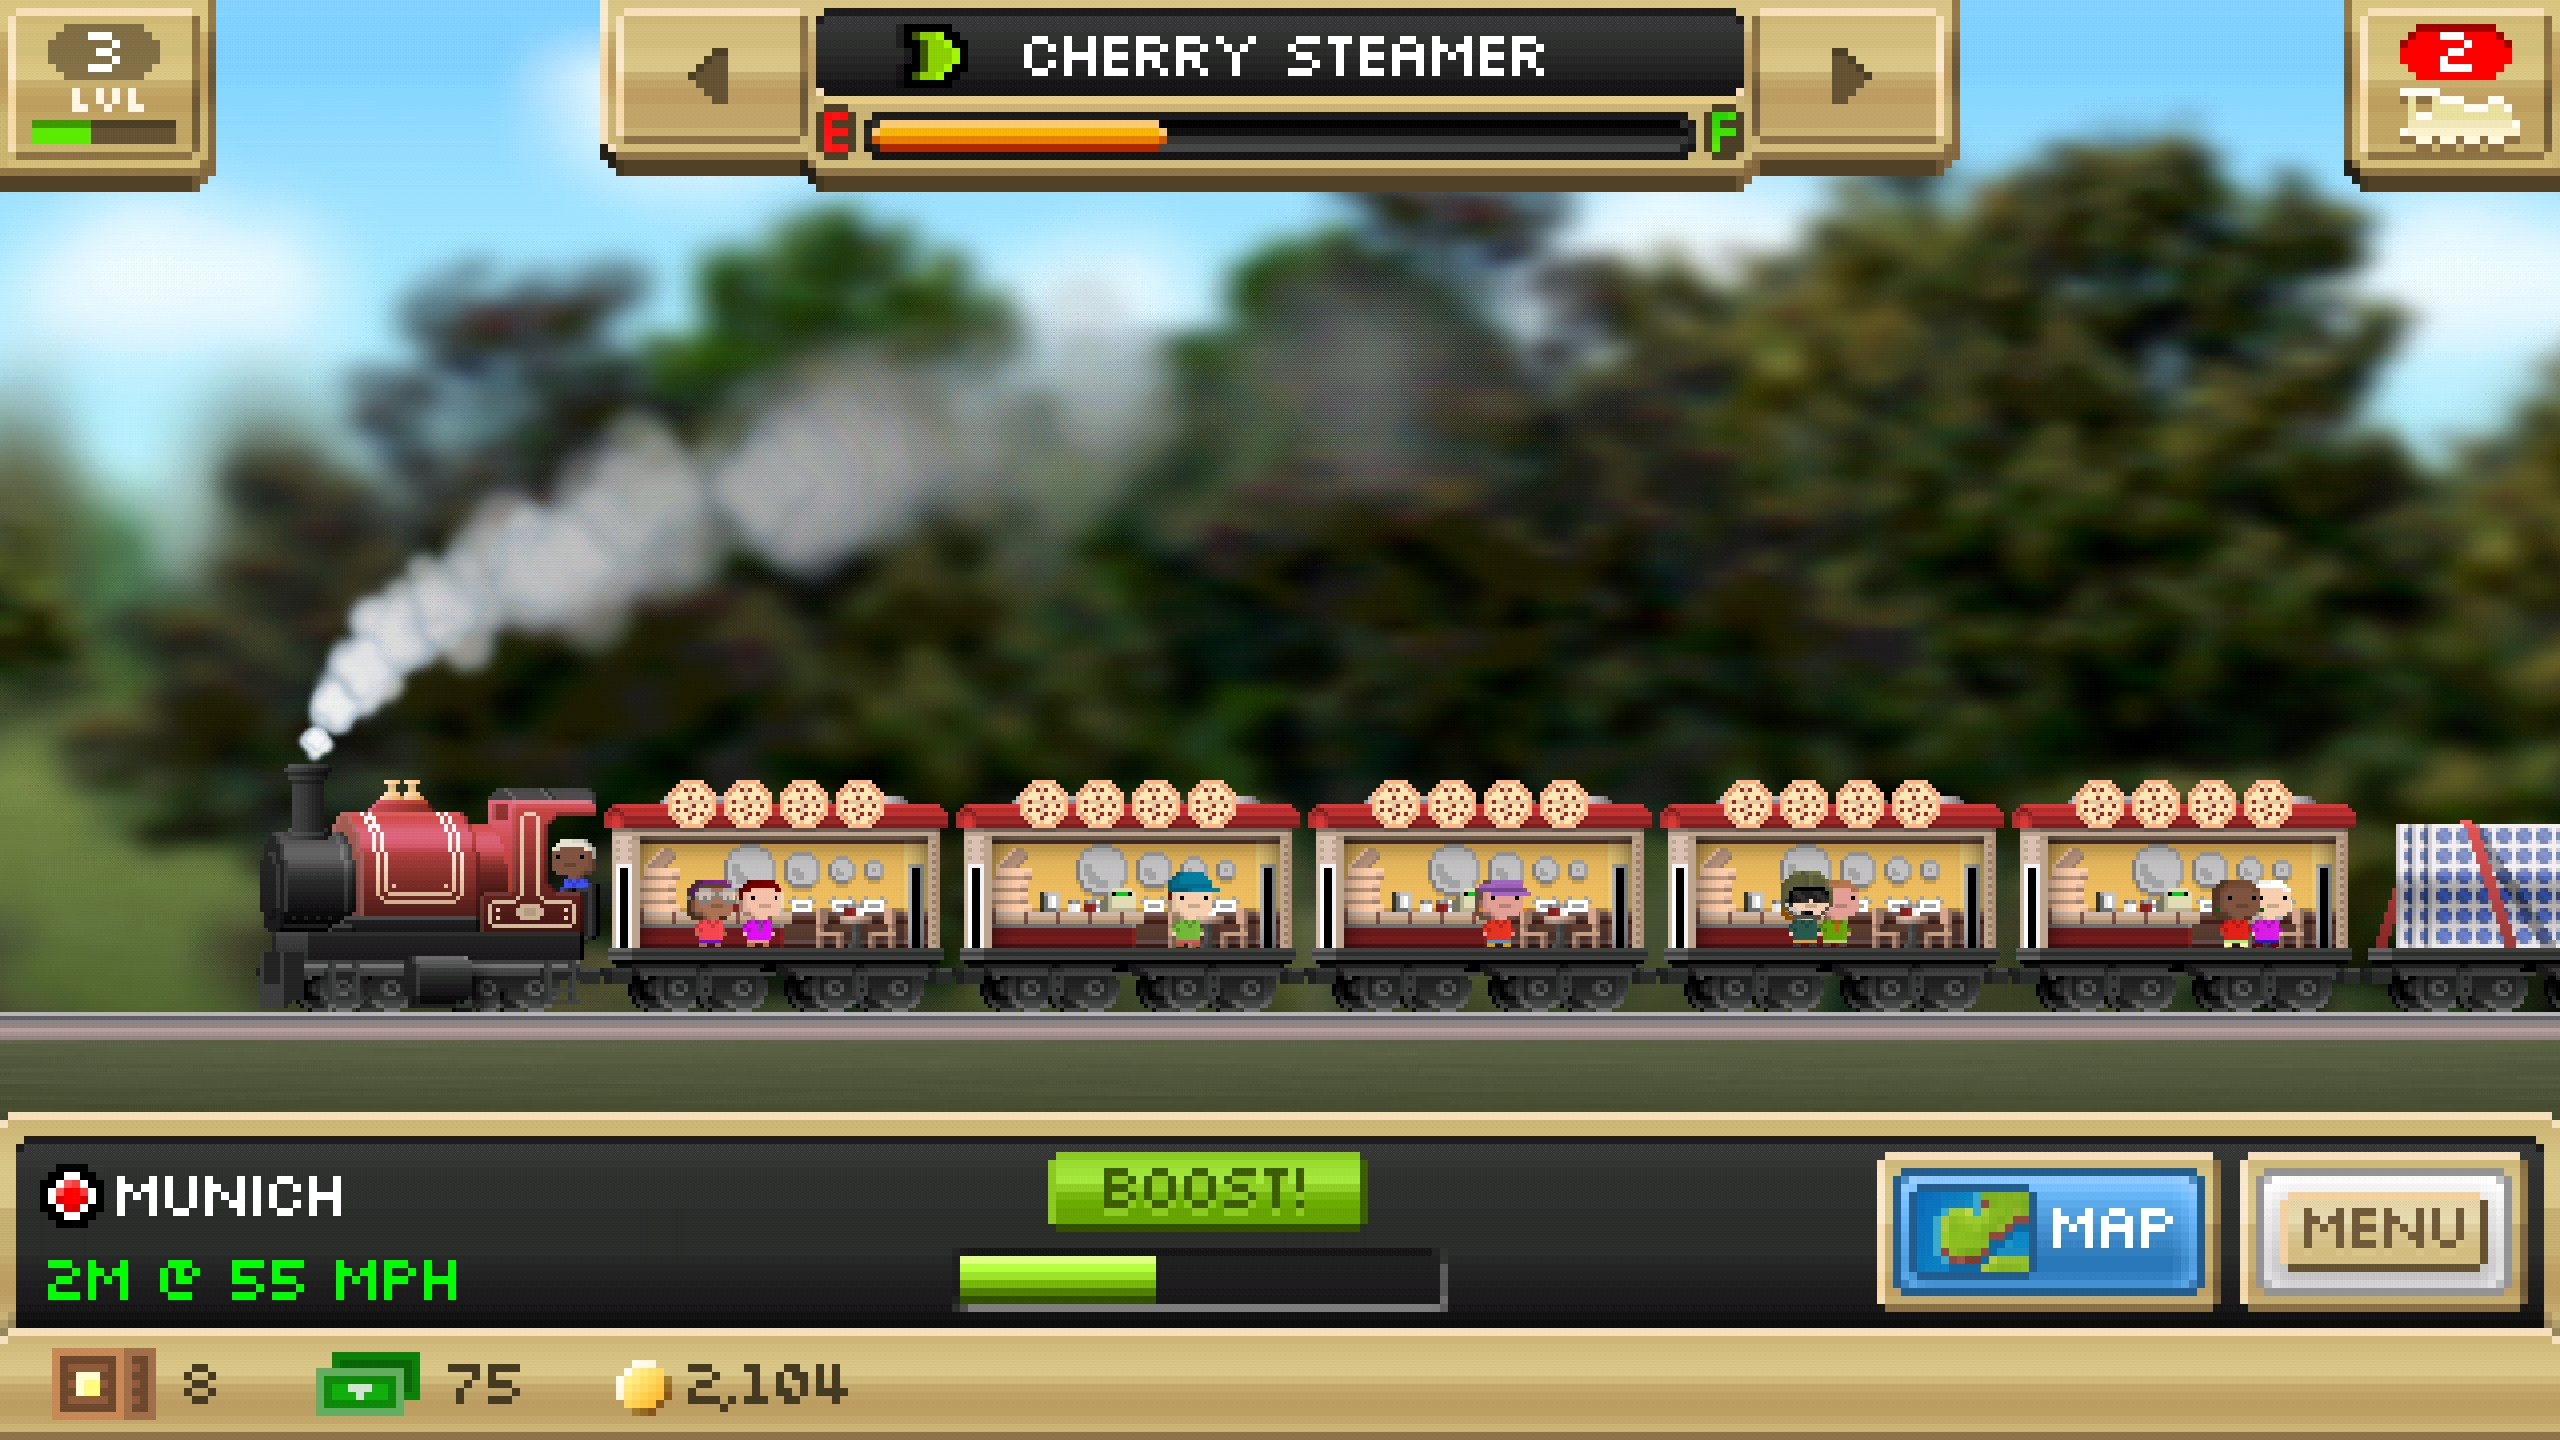 3
LVL
CHERRY STEAMER
E F
2
MUNICH
BOOST!
2M @ 55 MPH
MAP
MENU
8 75 2,104